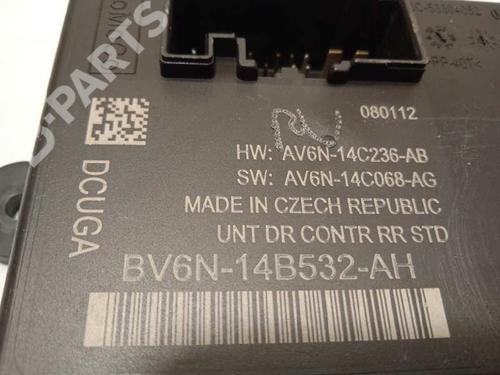 OMRON
080112
HW: AV6N-14C236-AB
SW: AV6N-14C068-AG
MADE IN CZECH REPUBLIC
UNT DR CONTR RR STD
BV6N-14B532-AH
DCUGA
B-PARTS